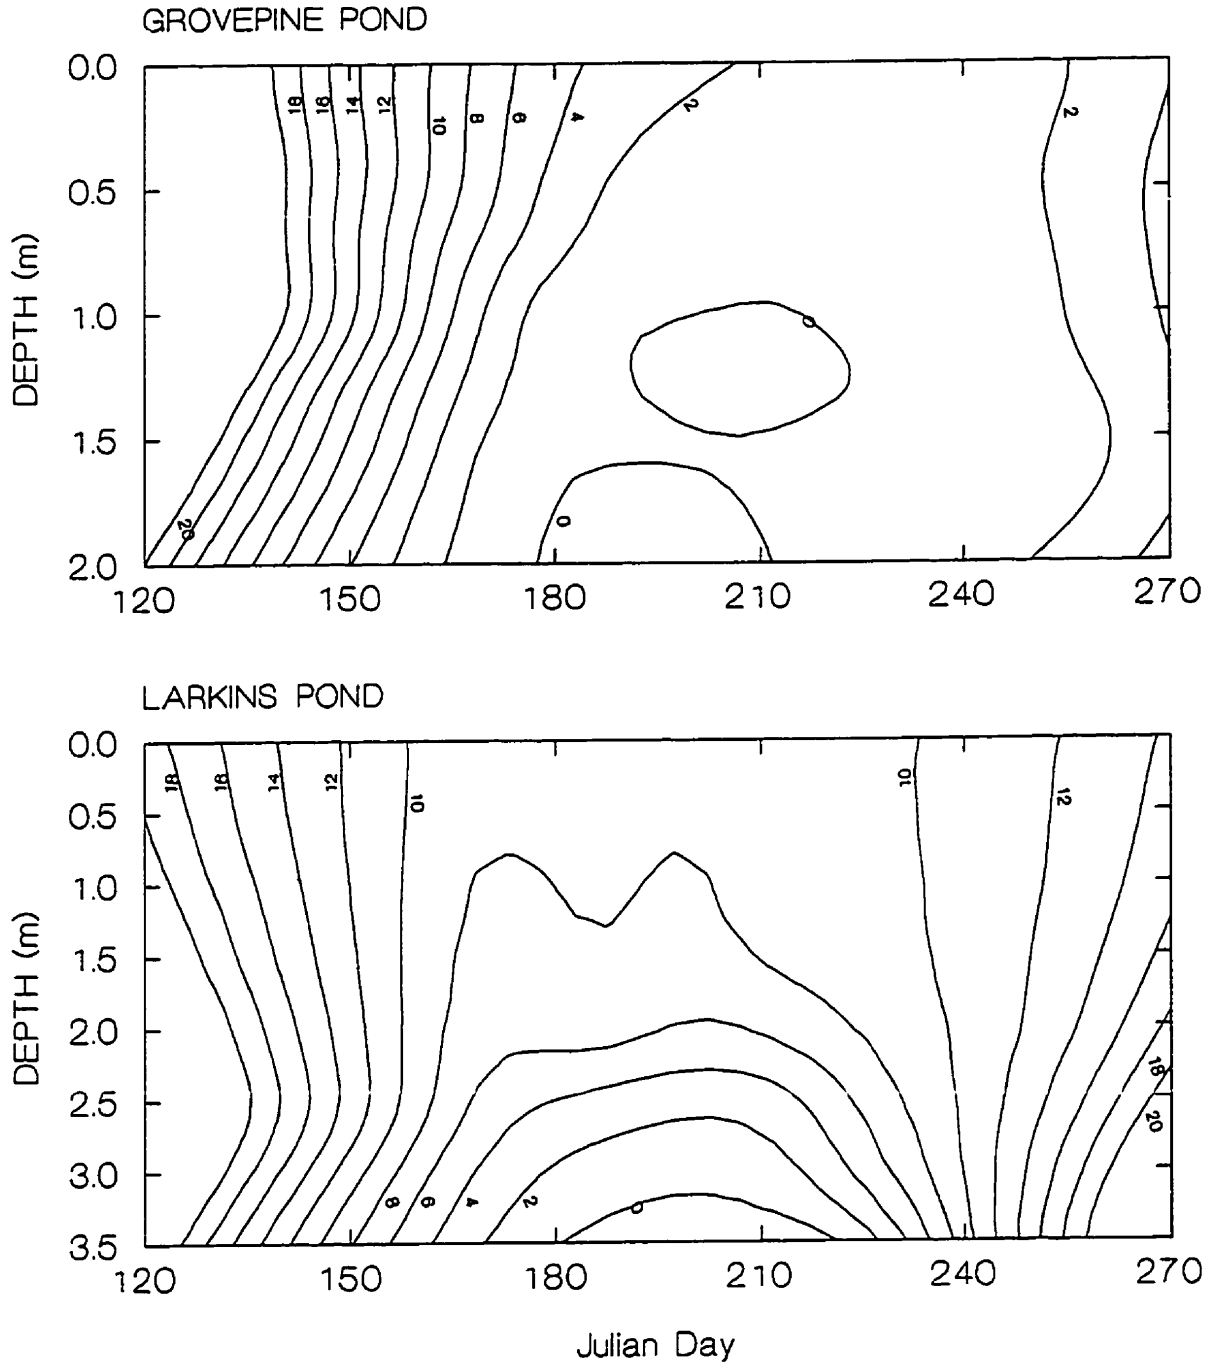 GROVEPINE POND
0.0
0.5
1.0
1.5
2.0
DEPTH (m)
18 16 14 12 10 8 6 4 2 2
0
20 0
120 150 180 210 240 270
LARKINS POND
0.0
0.5
1.0
1.5
2.0
2.5
3.0
3.5
DEPTH (m)
18 16 14 12 10 10 12
18
20
8 6 4 2 0
120 150 180 210 240 270
Julian Day